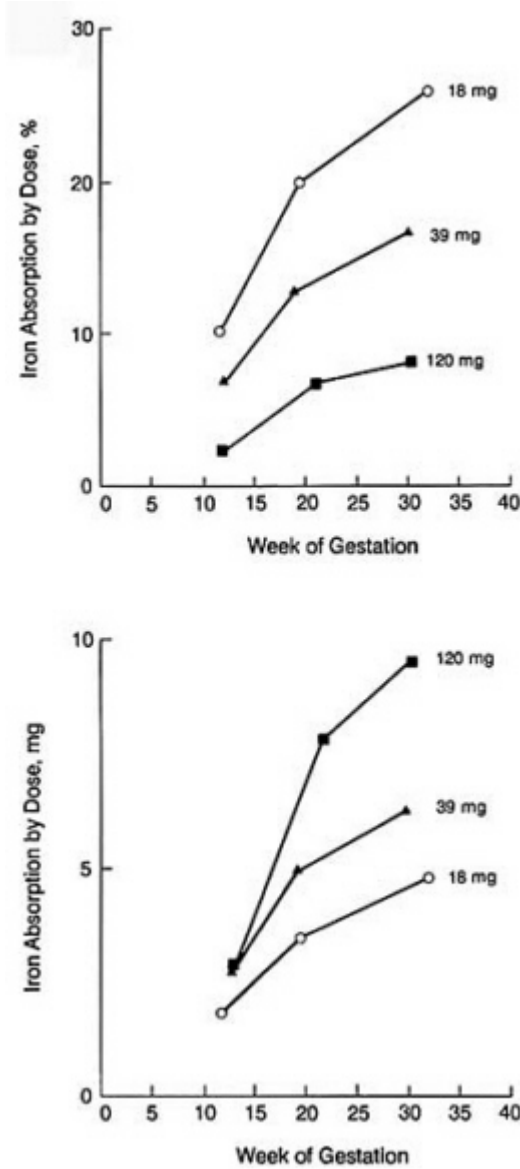 Iron Absorption by Dose, %
30
20
10
0
18 mg
39 mg
120 mg
0 5 10 15 20 25 30 35 40
Week of Gestation
Iron Absorption by Dose, mg
10
5
0
120 mg
39 mg
18 mg
0 5 10 15 20 25 30 35 40
Week of Gestation